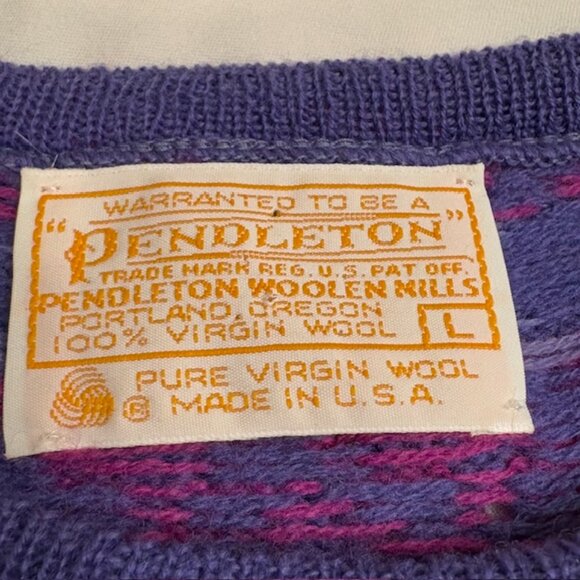 WARRANTED TO BE A
"PENDLETON"
TRADE MARK REG. U.S. PAT OFF.
PENDLETON WOOLEN MILLS
PORTLAND, OREGON
100% VIRGIN WOOL
L
PURE VIRGIN WOOL
® MADE IN U.S.A.